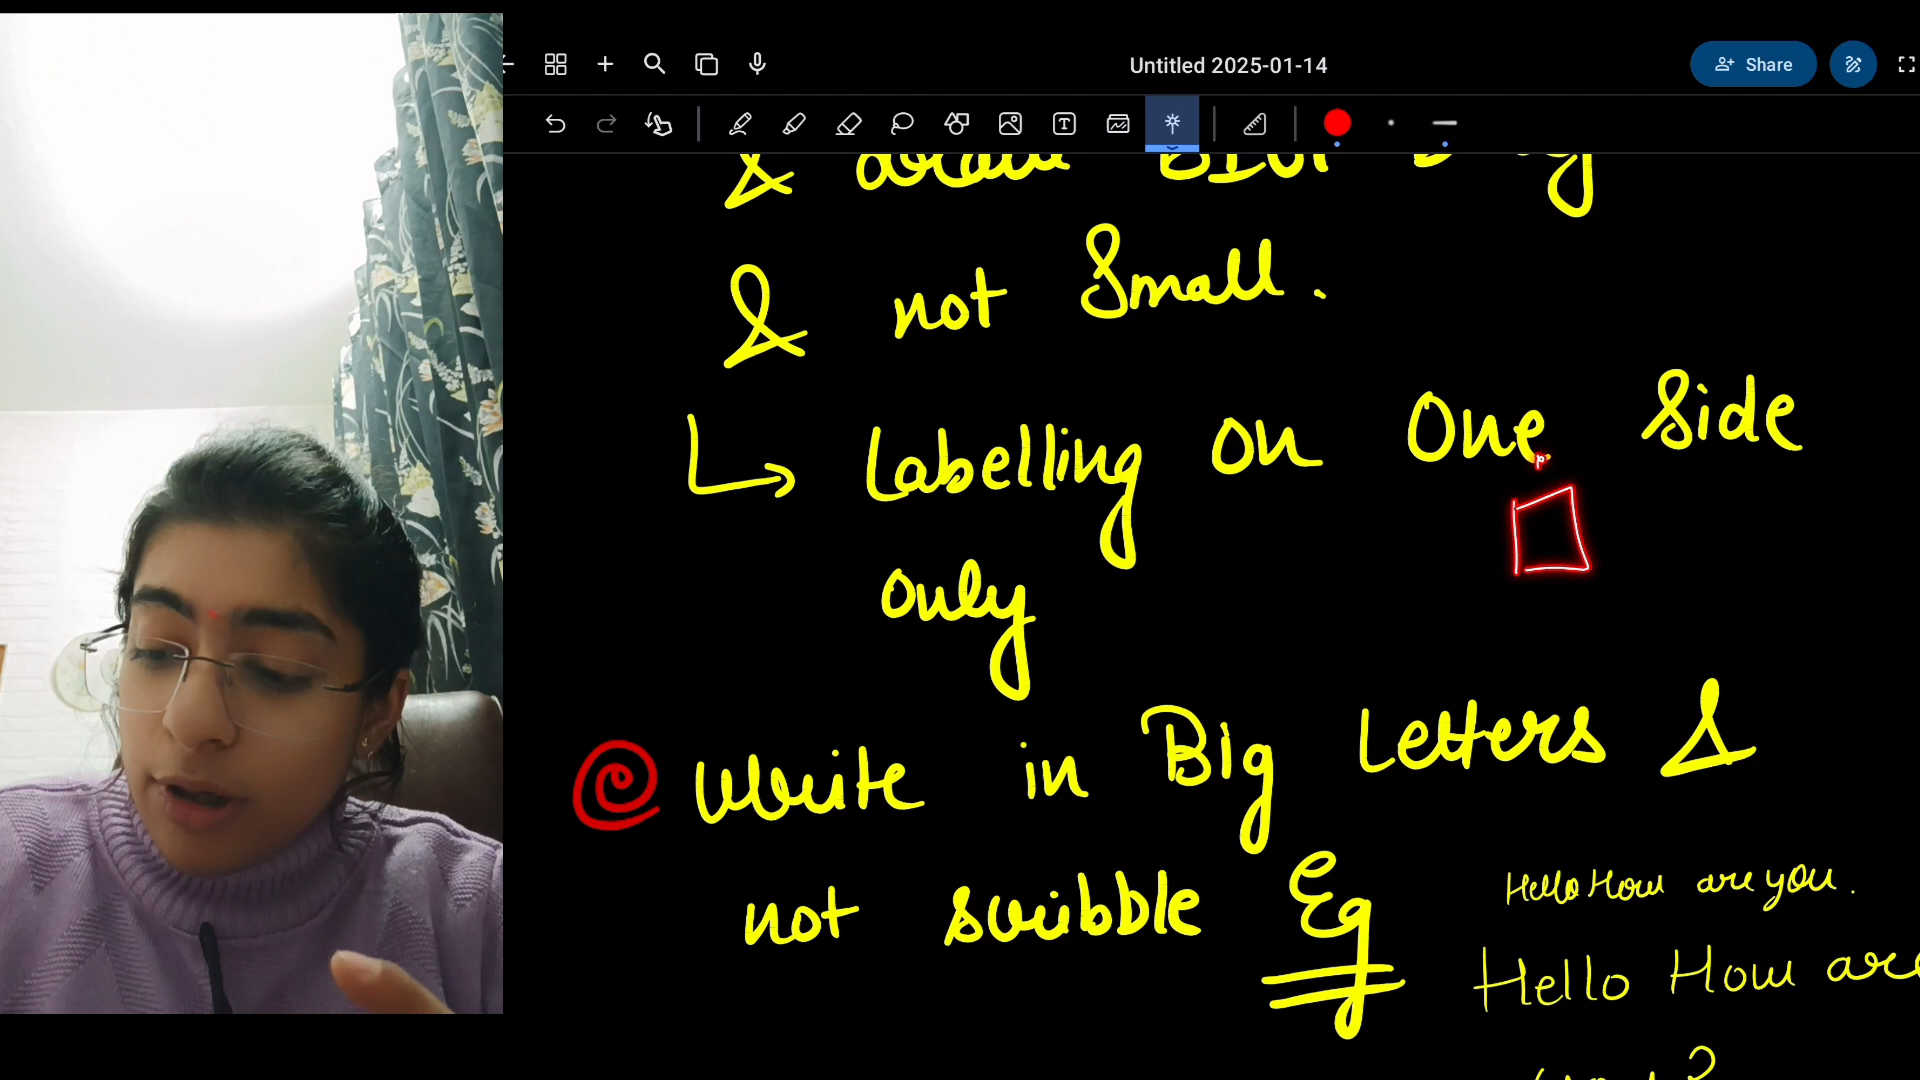 Untitled 2025-01-14
Share
&
& not Small.
↳ Labelling on One Side
only
Write in Big Letters &
not scribble Eg
Hello How are you.
Hello How are